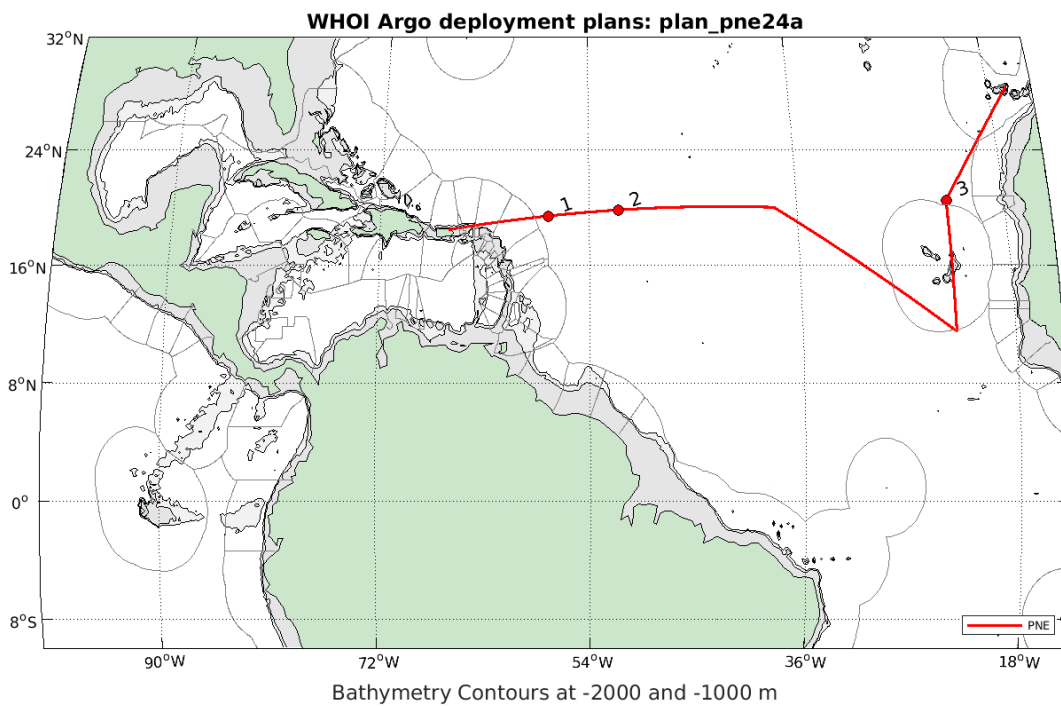 WHOI Argo deployment plans: plan_pne24a
32°N
24°N
16°N
8°N
0°
8°S
1
2
3
PNE
90°W
72°W
54°W
36°W
18°W
Bathymetry Contours at -2000 and -1000 m